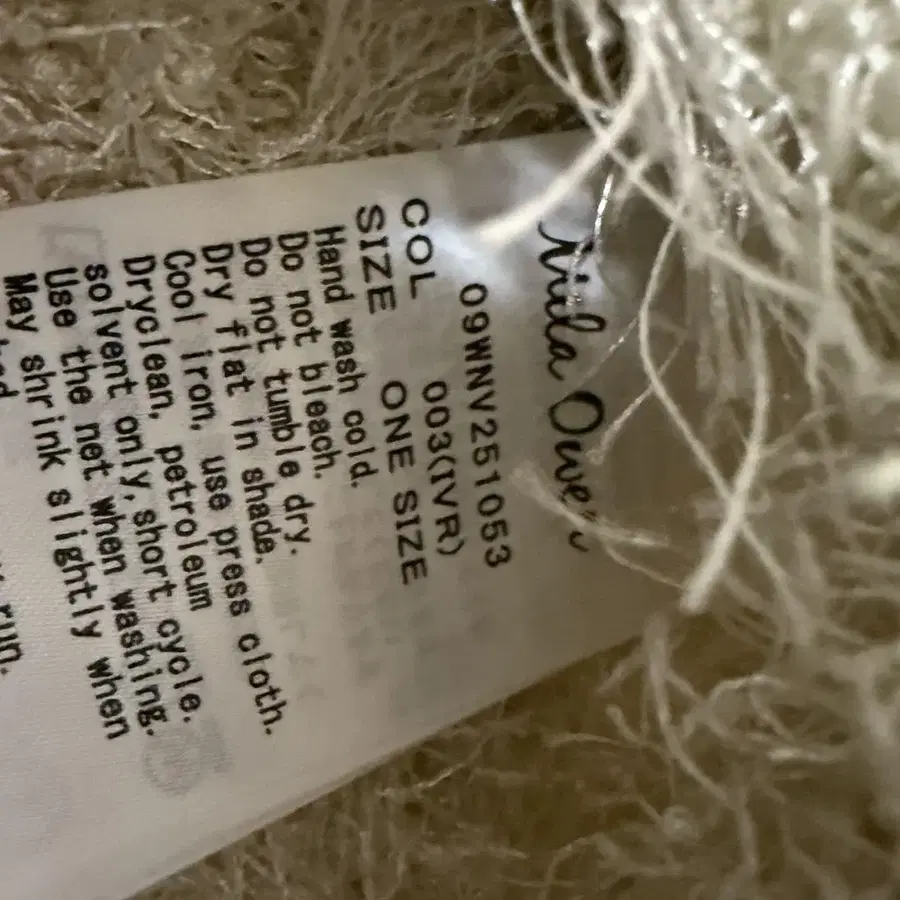 Owen
09WNV251053
COL 003(IVR)
SIZE ONE SIZE
Hand wash cold.
Do not bleach.
Do not tumble dry.
Dry flat in shade.
Cool iron, use press cloth.
Dryclean, petroleum
solvent only, short cycle.
Use the net when washing.
May shrink slightly when
run.